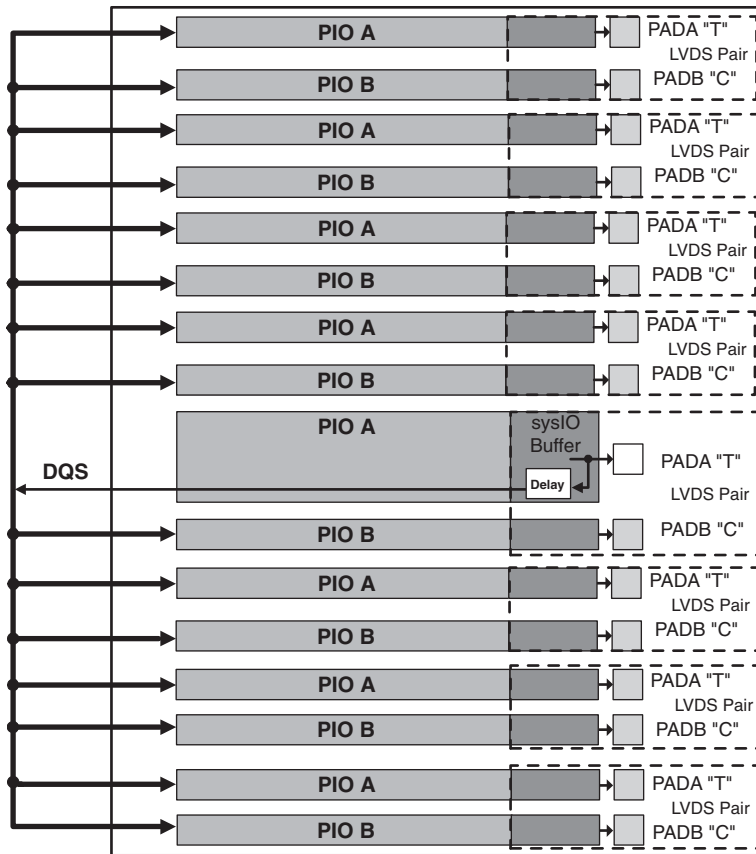 PIO A
PADA "T"
LVDS Pair
PIO B
PADB "C"
PIO A
PADA "T"
LVDS Pair
PIO B
PADB "C"
PIO A
PADA "T"
LVDS Pair
PIO B
PADB "C"
PIO A
PADA "T"
LVDS Pair
PIO B
PADB "C"
PIO A
sysIO
Buffer
PADA "T"
DQS
Delay
LVDS Pair
PIO B
PADB "C"
PIO A
PADA "T"
LVDS Pair
PIO B
PADB "C"
PIO A
PADA "T"
LVDS Pair
PIO B
PADB "C"
PIO A
PADA "T"
LVDS Pair
PIO B
PADB "C"